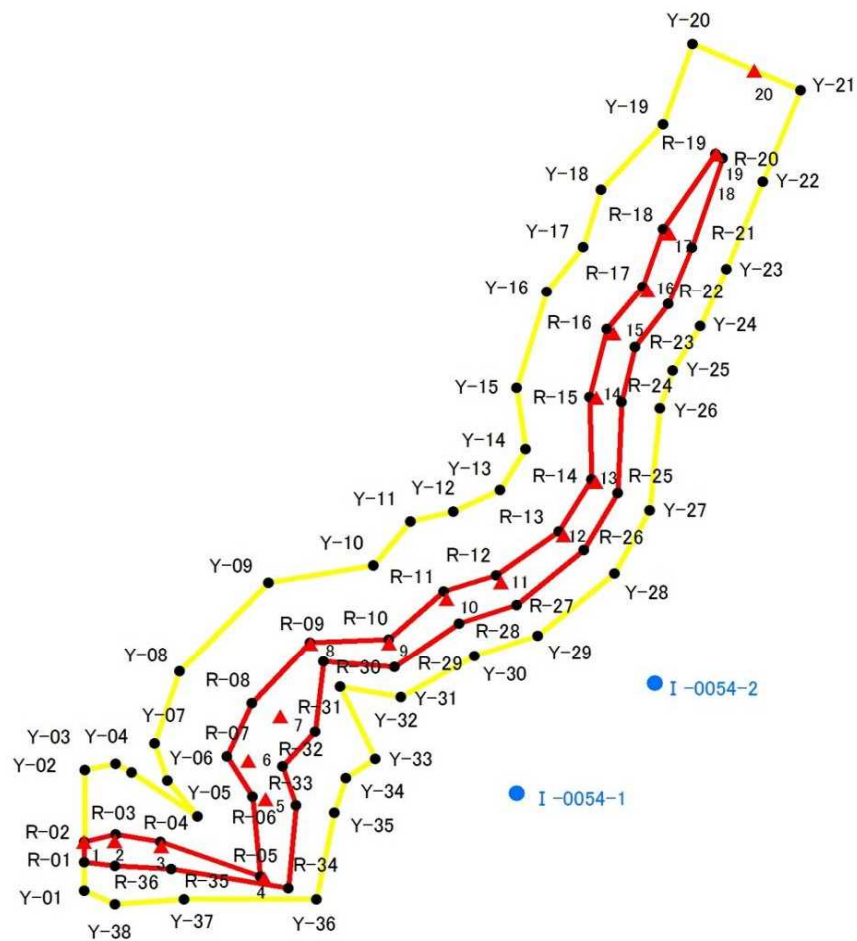 Y-20
Y-21
20
Y-19
R-19
R-20
19
Y-18
18
Y-22
R-18
Y-17
17
R-21
R-17
Y-23
Y-16
16
R-22
R-16
15
Y-24
R-23
Y-25
Y-15
R-15
14
R-24
Y-26
Y-14
Y-13
R-14
13
R-25
Y-12
Y-11
R-13
Y-27
12
R-26
Y-10
R-12
Y-09
R-11
11
Y-28
10
R-27
R-10
R-09
R-28
Y-29
8
9
R-29
Y-30
R-30
Y-08
I-0054-2
R-08
Y-31
Y-32
7
R-31
Y-07
R-07
R-32
Y-03
Y-04
6
Y-33
Y-02
Y-06
R-33
Y-34
Y-05
5
R-06
Y-35
I-0054-1
R-03
R-04
R-02
R-01
1
2
3
R-05
R-34
R-36
R-35
4
Y-01
Y-38
Y-37
Y-36